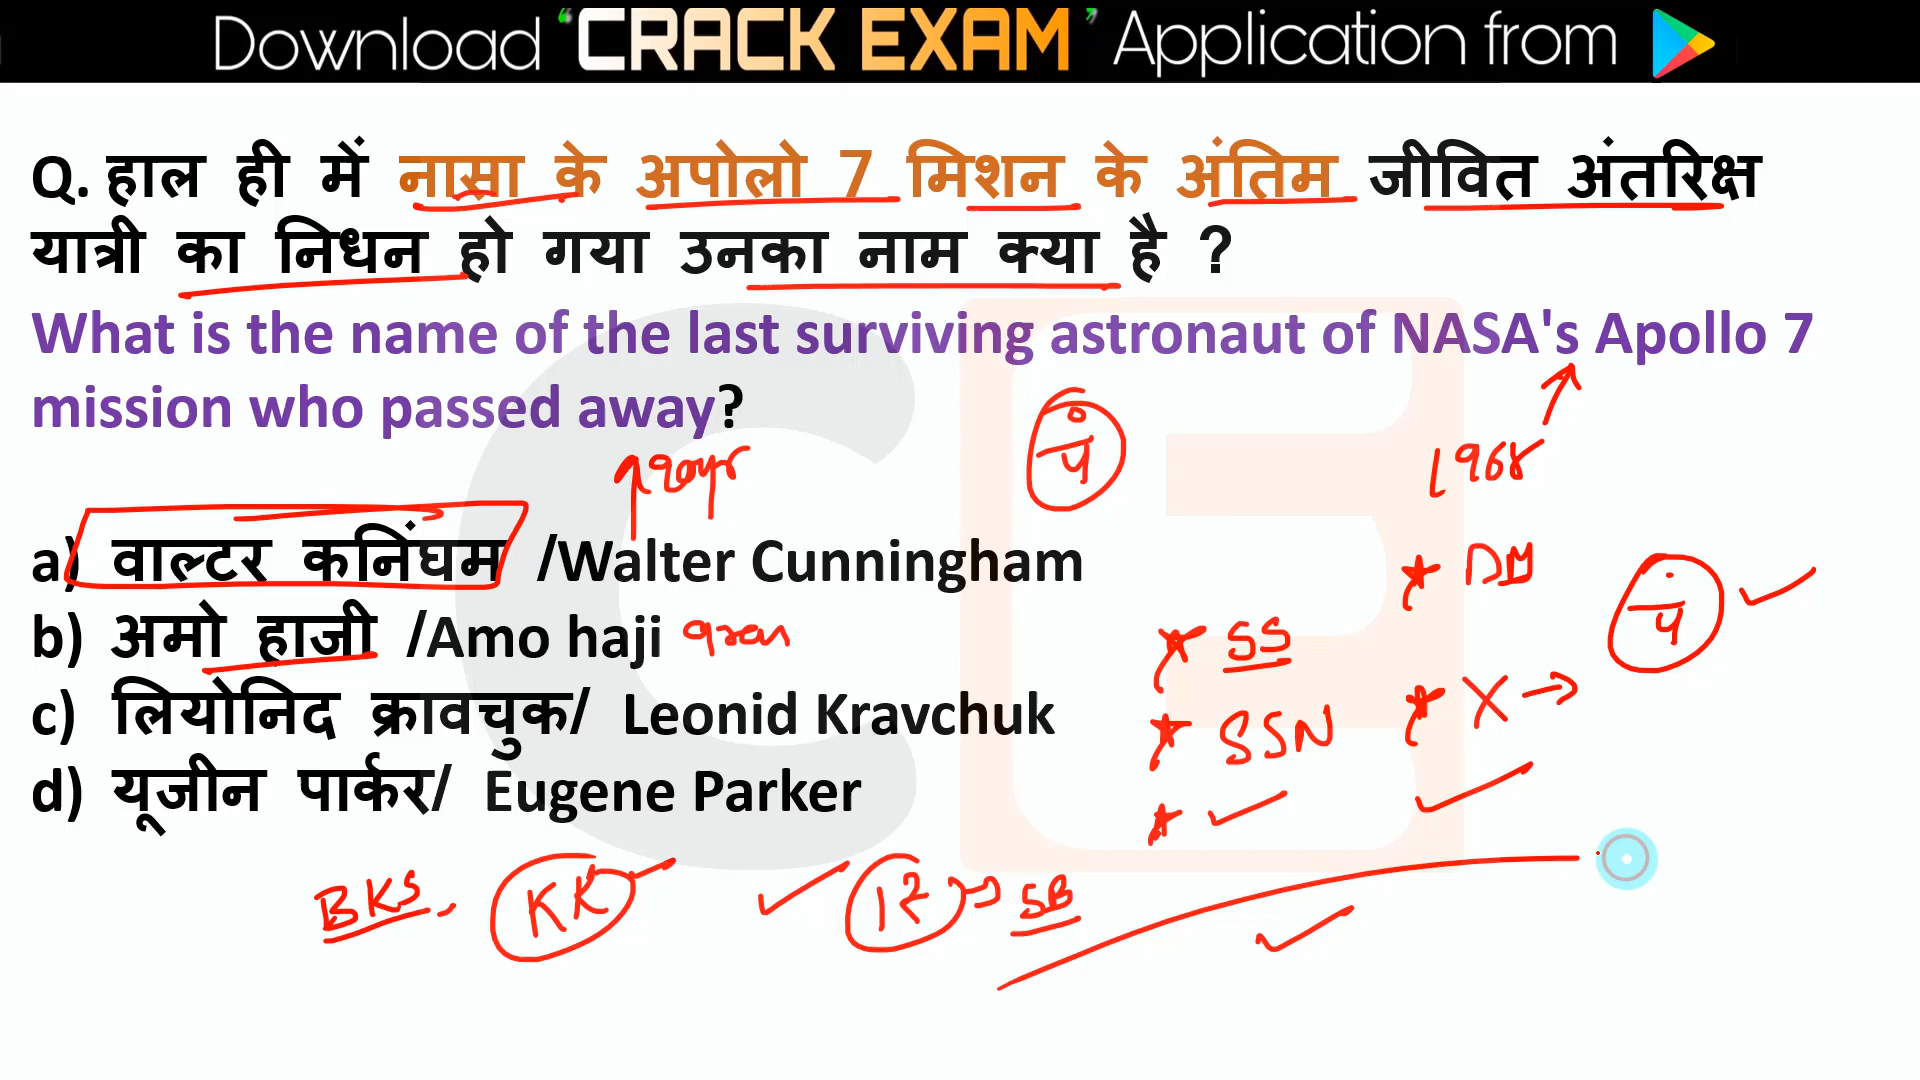 Download “CRACK EXAM” Application from
Q. हाल ही में नासा के अपोलो 7 मिशन के अंतिम जीवित अंतरिक्ष
यात्री का निधन हो गया उनका नाम क्या है ?
What is the name of the last surviving astronaut of NASA's Apollo 7
mission who passed away?
90yr
1968
a) वाल्टर कनिंघम /Walter Cunningham
b) अमो हाजी /Amo haji
c) लियोनिद क्रावचुक/ Leonid Kravchuk
d) यूजीन पार्कर/ Eugene Parker
SS
SSN
X
BKS
KK
12
SB